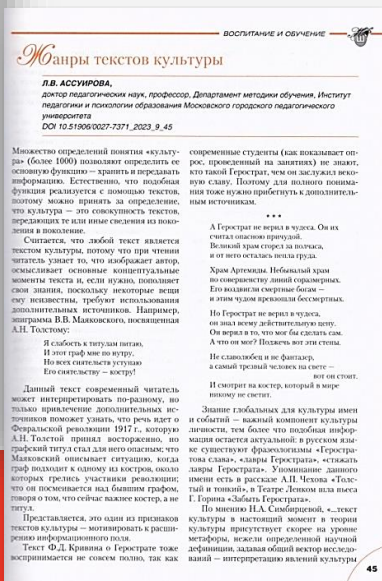 ВОСПИТАНИЕ И ОБУЧЕНИЕ
Жанры текстов культуры
Л.В. АССУИРОВА,
доктор педагогических наук, профессор, Департамент методики обучения, Институт
педагогики и психологии образования Московского городского педагогического
университета
DOI 10.51906/0027-7371_2023_9_45
Множество определений понятия «культу-
ра» (более 1000) позволяют определить ее
основную функцию — хранить и передавать
информацию. Естественно, что подобная
функция реализуется с помощью текстов,
поэтому можно принять за определение,
что культура — это совокупность текстов,
передающих те или иные сведения из поко-
ления в поколение.
Считается, что любой текст является
текстом культуры, потому что при чтении
читатель узнает то, что изображает автор,
осмысливает основные концептуальные
моменты текста и, если нужно, пополняет
свои знания, поскольку некоторые вещи
ему неизвестны, требуют использования
дополнительных источников. Например,
эпиграмма В.В. Маяковского, посвященная
А.Н. Толстому:
Я слабость к титулам питаю,
И этот граф мне по нутру,
Но всех сиятельств уступаю
Его сиятельству — костру!
Данный текст современный читатель
может интерпретировать по-разному, но
только привлечение дополнительных ис-
точников поможет узнать, что речь идет о
Февральской революции 1917 г., которую
А.Н. Толстой принял восторженно, но
графский титул стал для него опасным; что
Маяковский описывает ситуацию, когда
граф подходит к одному из костров, около
которых грелись участники революции;
что он посмеивается над бывшим графом,
говоря о том, что сейчас важнее костер, а не
титул.
Представляется, это один из признаков
текстов культуры — мотивировать к расши-
рению информационного поля.
Текст Ф.Д. Кривина о Герострате тоже
воспринимается не совсем полно, так как
современные студенты (как показывает оп-
рос, проведенный на занятиях) не знают,
кто такой Герострат, чем он заслужил веко-
вую славу. Поэтому для полного понима-
ния тоже нужно прибегнуть к дополнитель-
ным источникам.
* * *
А Герострат не верил в чудеса. Он их
считал опасною причудой.
Великий храм сгорел за полчаса,
и от него осталась пепла груда.
Храм Артемиды. Небывалый храм
по совершенству линий соразмерных.
Его воздвигли смертные богам —
и этим чудом превзошли бессмертных.
Но Герострат не верил в чудеса,
он знал всему действительную цену.
Он верил в то, что мог бы сделать сам.
А что он мог? Поджечь вот эти стены.
Не славолюбец и не фантазер,
а самый трезвый человек на свете —
вот он стоит.
И смотрит на костер, который в мире
никому не светит.
Знание глобальных для культуры имен
и событий — важный компонент культуры
личности, тем более что подобная инфор-
мация остается актуальной: в русском язы-
ке существуют фразеологизмы «Геростра-
това слава», «лавры Герострата», «стяжать
лавры Герострата». Упоминание данного
имени есть в рассказе А.П. Чехова «Толс-
тый и тонкий», в Театре Ленком шла пьеса
Г. Горина «Забыть Герострата».
По мнению Н.А. Симбирцевой, «...текст
культуры в настоящий момент в теории
культуры присутствует скорее на уровне
метафоры, нежели определенной научной
дефиниции, задавая общий вектор исследо-
ваний — интерпретацию явлений культуры
45